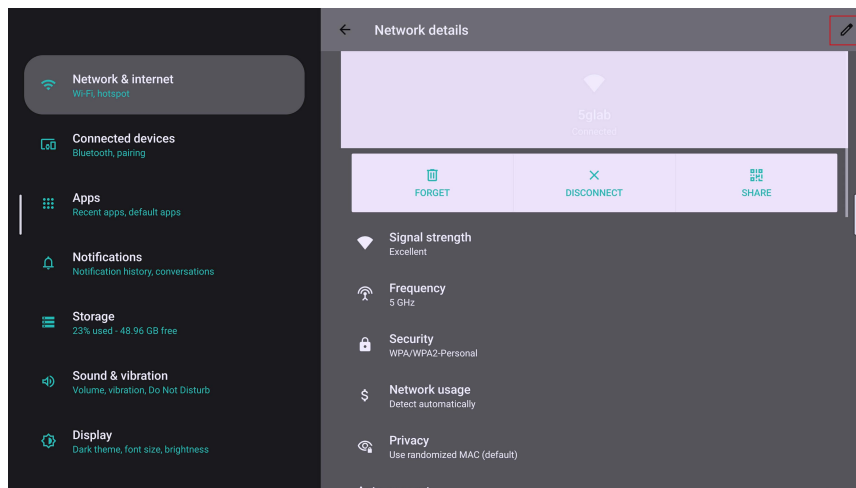 Network details
Network & internet
Wi-Fi, hotspot
Connected devices
Bluetooth, pairing
Apps
Recent apps, default apps
Notifications
Notification history, conversations
Storage
23% used - 48.96 GB free
Sound & vibration
Volume, vibration, Do Not Disturb
Display
Dark theme, font size, brightness
5glab
Connected
FORGET
DISCONNECT
SHARE
Signal strength
Excellent
Frequency
5 GHz
Security
WPA/WPA2-Personal
Network usage
Detect automatically
Privacy
Use randomized MAC (default)